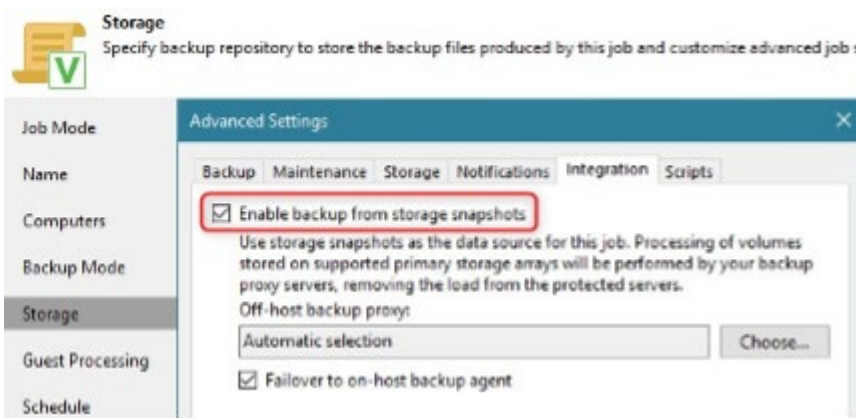 Storage
Specify backup repository to store the backup files produced by this job and customize advanced job
V
Job Mode
Name
Computers
Backup Mode
Storage
Guest Processing
Schedule
Advanced Settings
Backup Maintenance Storage Notifications Integration Scripts
Enable backup from storage snapshots
Use storage snapshots as the data source for this job. Processing of volumes
stored on supported primary storage arrays will be performed by your backup
proxy servers, removing the load from the protected servers.
Off-host backup proxy:
Automatic selection
Choose...
Failover to on-host backup agent